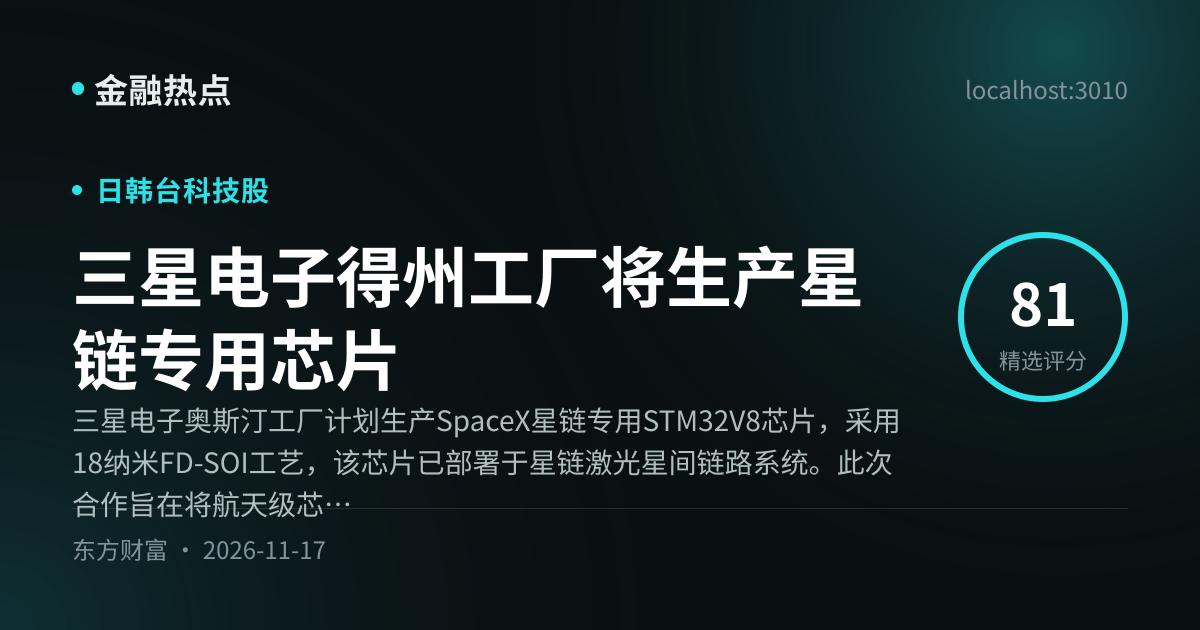 金融热点
localhost:3010
日韩台科技股
三星电子得州工厂将生产星
链专用芯片
81
精选评分
三星电子奥斯汀工厂计划生产SpaceX星链专用STM32V8芯片，采用
18纳米FD-SOI工艺，该芯片已部署于星链激光星间链路系统。此次
合作旨在将航天级芯…
东方财富 • 2026-11-17